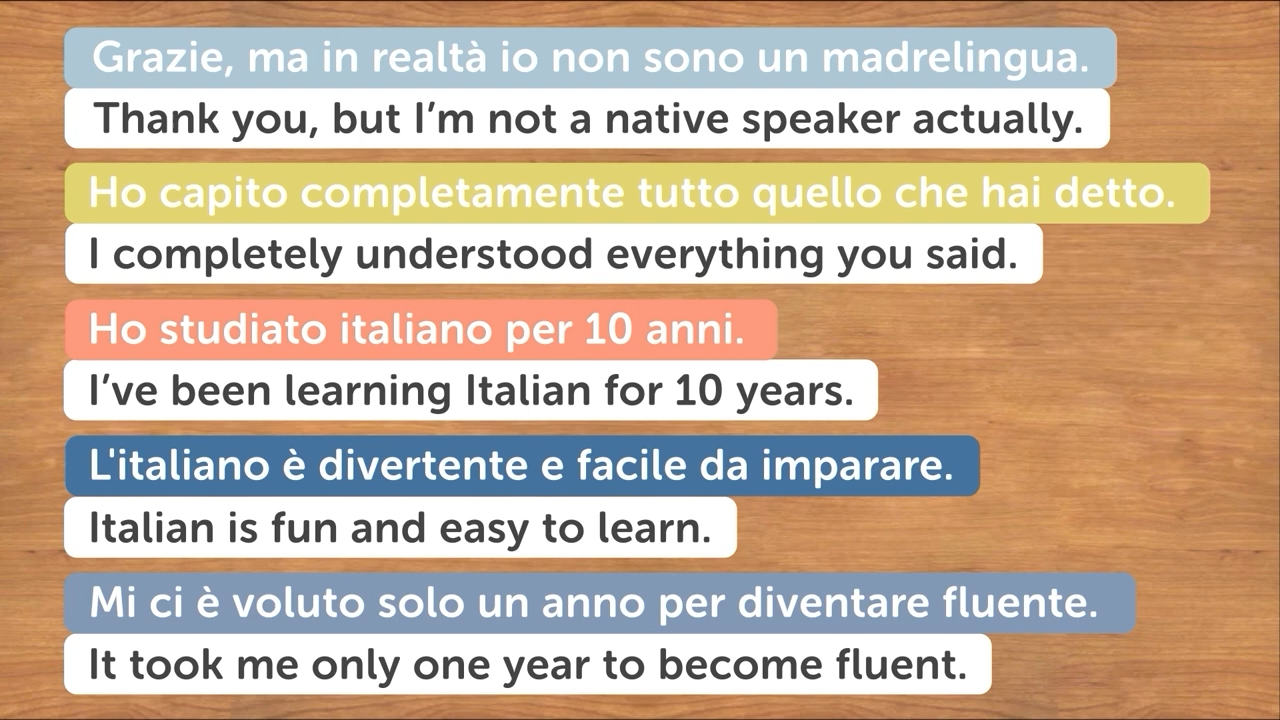 Grazie, ma in realtà io non sono un madrelingua.
Thank you, but I’m not a native speaker actually.
Ho capito completamente tutto quello che hai detto.
I completely understood everything you said.
Ho studiato italiano per 10 anni.
I’ve been learning Italian for 10 years.
L'italiano è divertente e facile da imparare.
Italian is fun and easy to learn.
Mi ci è voluto solo un anno per diventare fluente.
It took me only one year to become fluent.